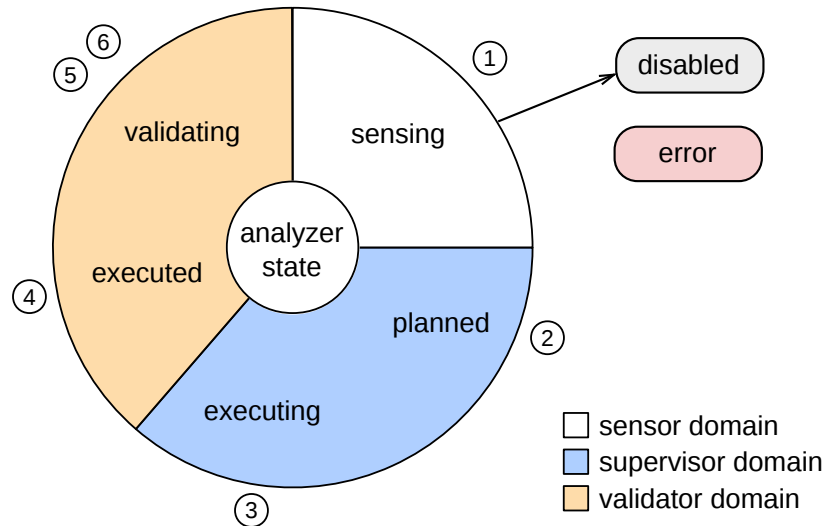 6
1
5
disabled
validating
sensing
error
analyzer
state
executed
4
planned
2
executing
3
sensor domain
supervisor domain
validator domain